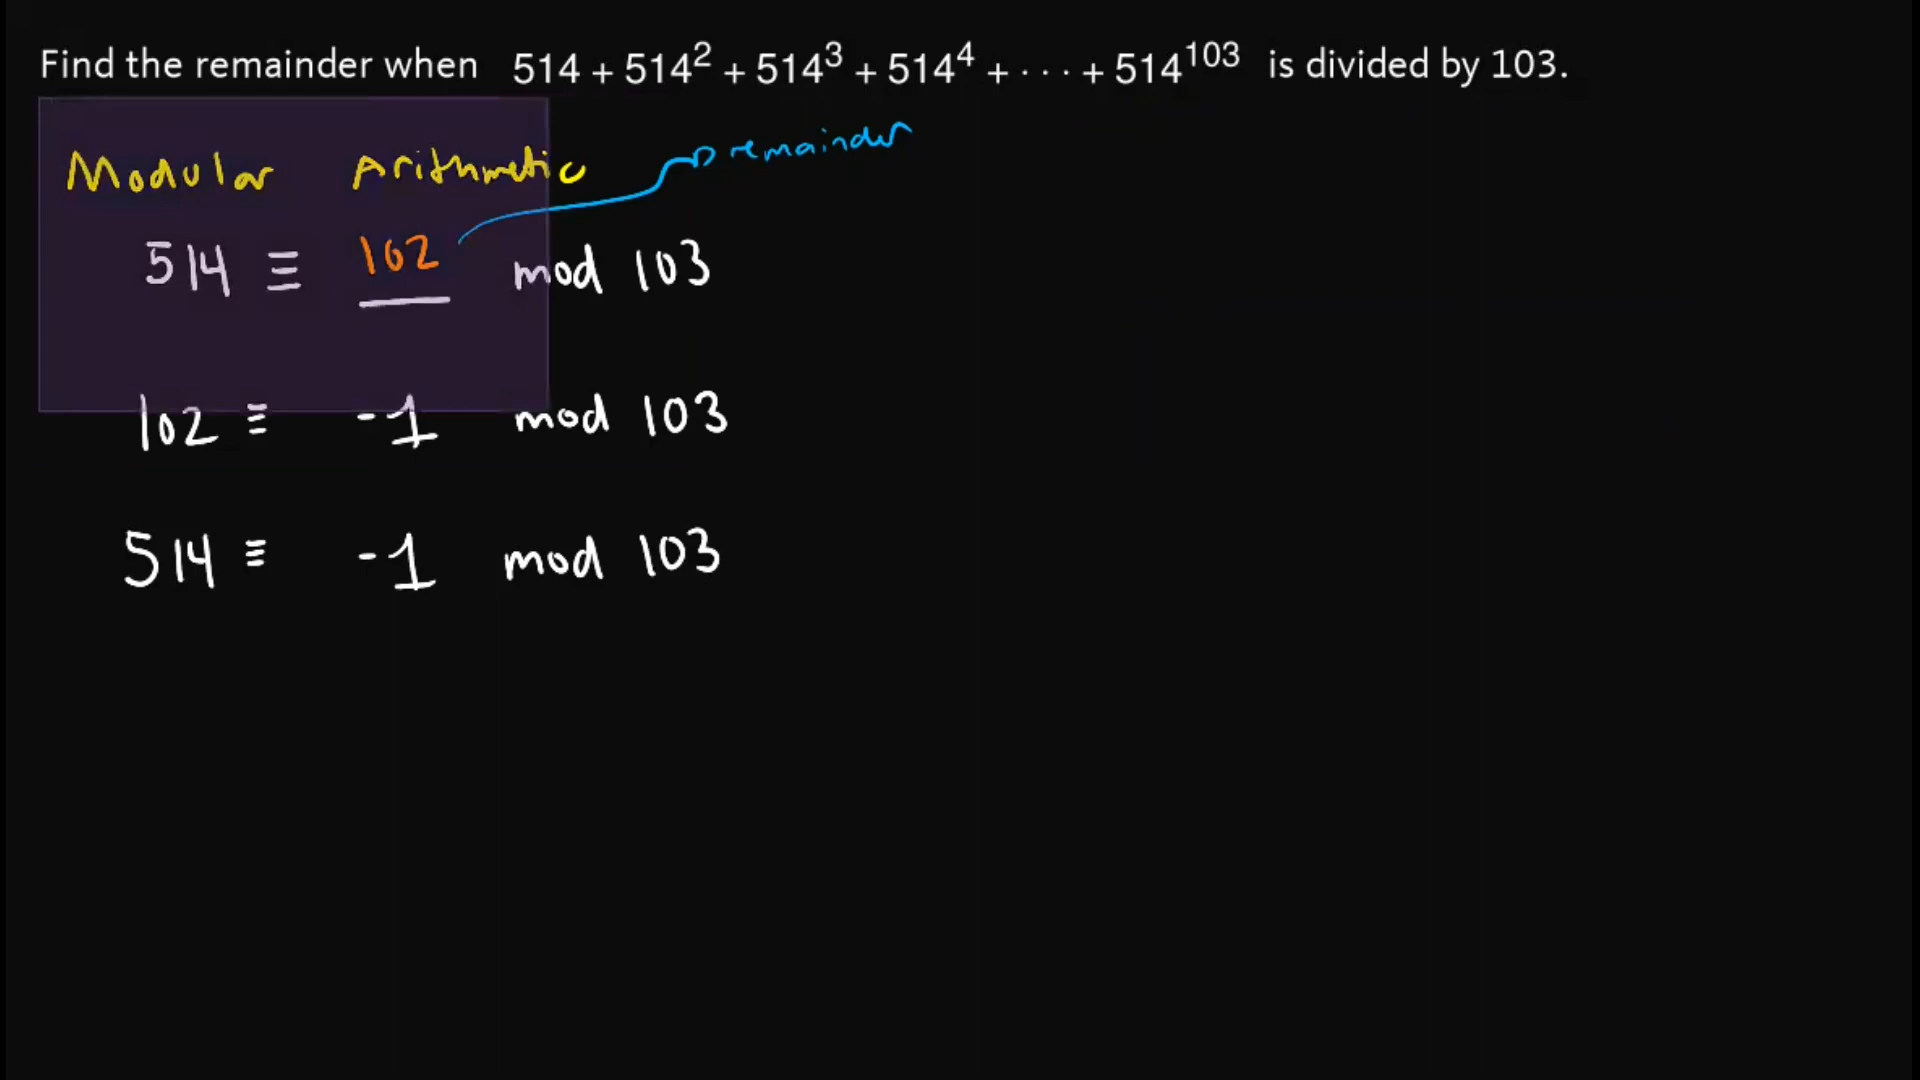 Find the remainder when 514 + 514² + 514³ + 514⁴ + ··· + 514¹⁰³ is divided by 103.
Modular Arithmetic
remainder
514 ≡ 102 mod 103
102 ≡ -1 mod 103
514 ≡ -1 mod 103